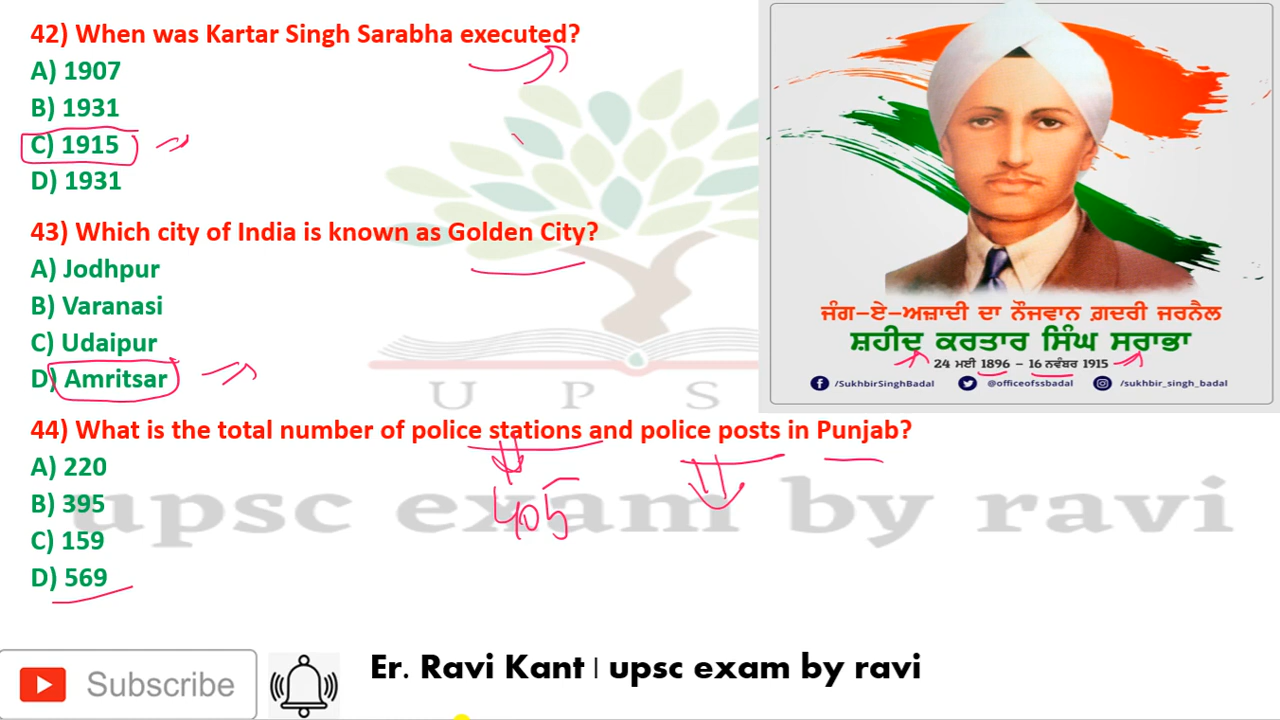 42) When was Kartar Singh Sarabha executed?
A) 1907
B) 1931
C) 1915
D) 1931
43) Which city of India is known as Golden City?
A) Jodhpur
B) Varanasi
C) Udaipur
D) Amritsar
44) What is the total number of police stations and police posts in Punjab?
A) 220
B) 395
C) 159
D) 569
405
ਜੰਗ-ਏ-ਅਜ਼ਾਦੀ ਦਾ ਨੌਜਵਾਨ ਗ਼ਦਰੀ ਜਰਨੈਲ
ਸ਼ਹੀਦ ਕਰਤਾਰ ਸਿੰਘ ਸਰਾਭਾ
24 ਮਈ 1896 - 16 ਨਵੰਬਰ 1915
/SukhbirSinghBadal @officeofssbadal /sukhbir_singh_badal
U P S
upsc exam by ravi
Subscribe
Er. Ravi Kant | upsc exam by ravi